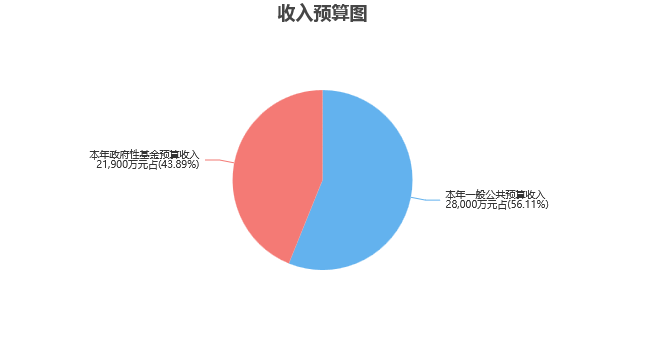 收入预算图
本年政府性基金预算收入
21,900万元占(43.89%)
本年一般公共预算收入
28,000万元占(56.11%)